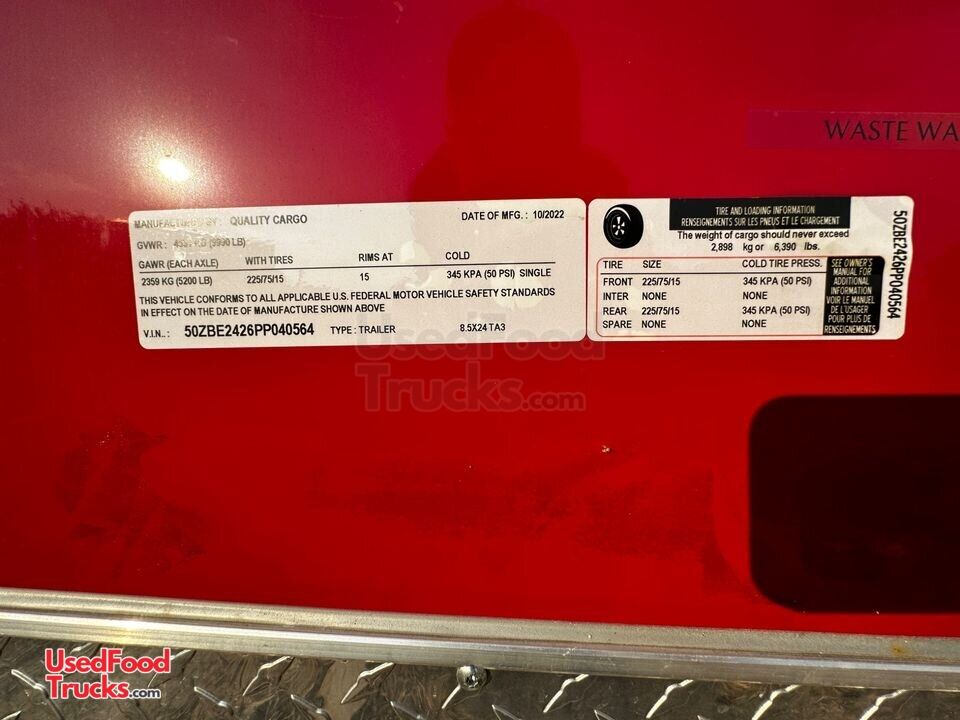 WASTE WA
MANUFACTURED BY: QUALITY CARGO
DATE OF MFG.: 10/2022
GVWR: (9990 LB)
GAWR (EACH AXLE) WITH TIRES RIMS AT COLD
2359 KG (5200 LB) 225/75/15 15 345 KPA (50 PSI) SINGLE
THIS VEHICLE CONFORMS TO ALL APPLICABLE U.S. FEDERAL MOTOR VEHICLE SAFETY STANDARDS
IN EFFECT ON THE DATE OF MANUFACTURE SHOWN ABOVE
V.I.N.: 50ZBE2426PP040564 TYPE: TRAILER 8.5X24 TA3
TIRE AND LOADING INFORMATION
RENSEIGNEMENTS SUR LES PNEUS ET LE CHARGEMENT
The weight of cargo should never exceed
2,898 kg or 6,390 lbs.
TIRE SIZE COLD TIRE PRESS.
FRONT 225/75/15 345 KPA (50 PSI)
INTER NONE NONE
REAR 225/75/15 345 KPA (50 PSI)
SPARE NONE NONE
SEE OWNER'S
MANUAL FOR
ADDITIONAL
INFORMATION
VOIR LE MANUEL
DE L'USAGER
POUR PLUS DE
RENSEIGNEMENTS
50ZBE2426PP040564
UsedFood
Trucks.com
UsedFood
Trucks.com